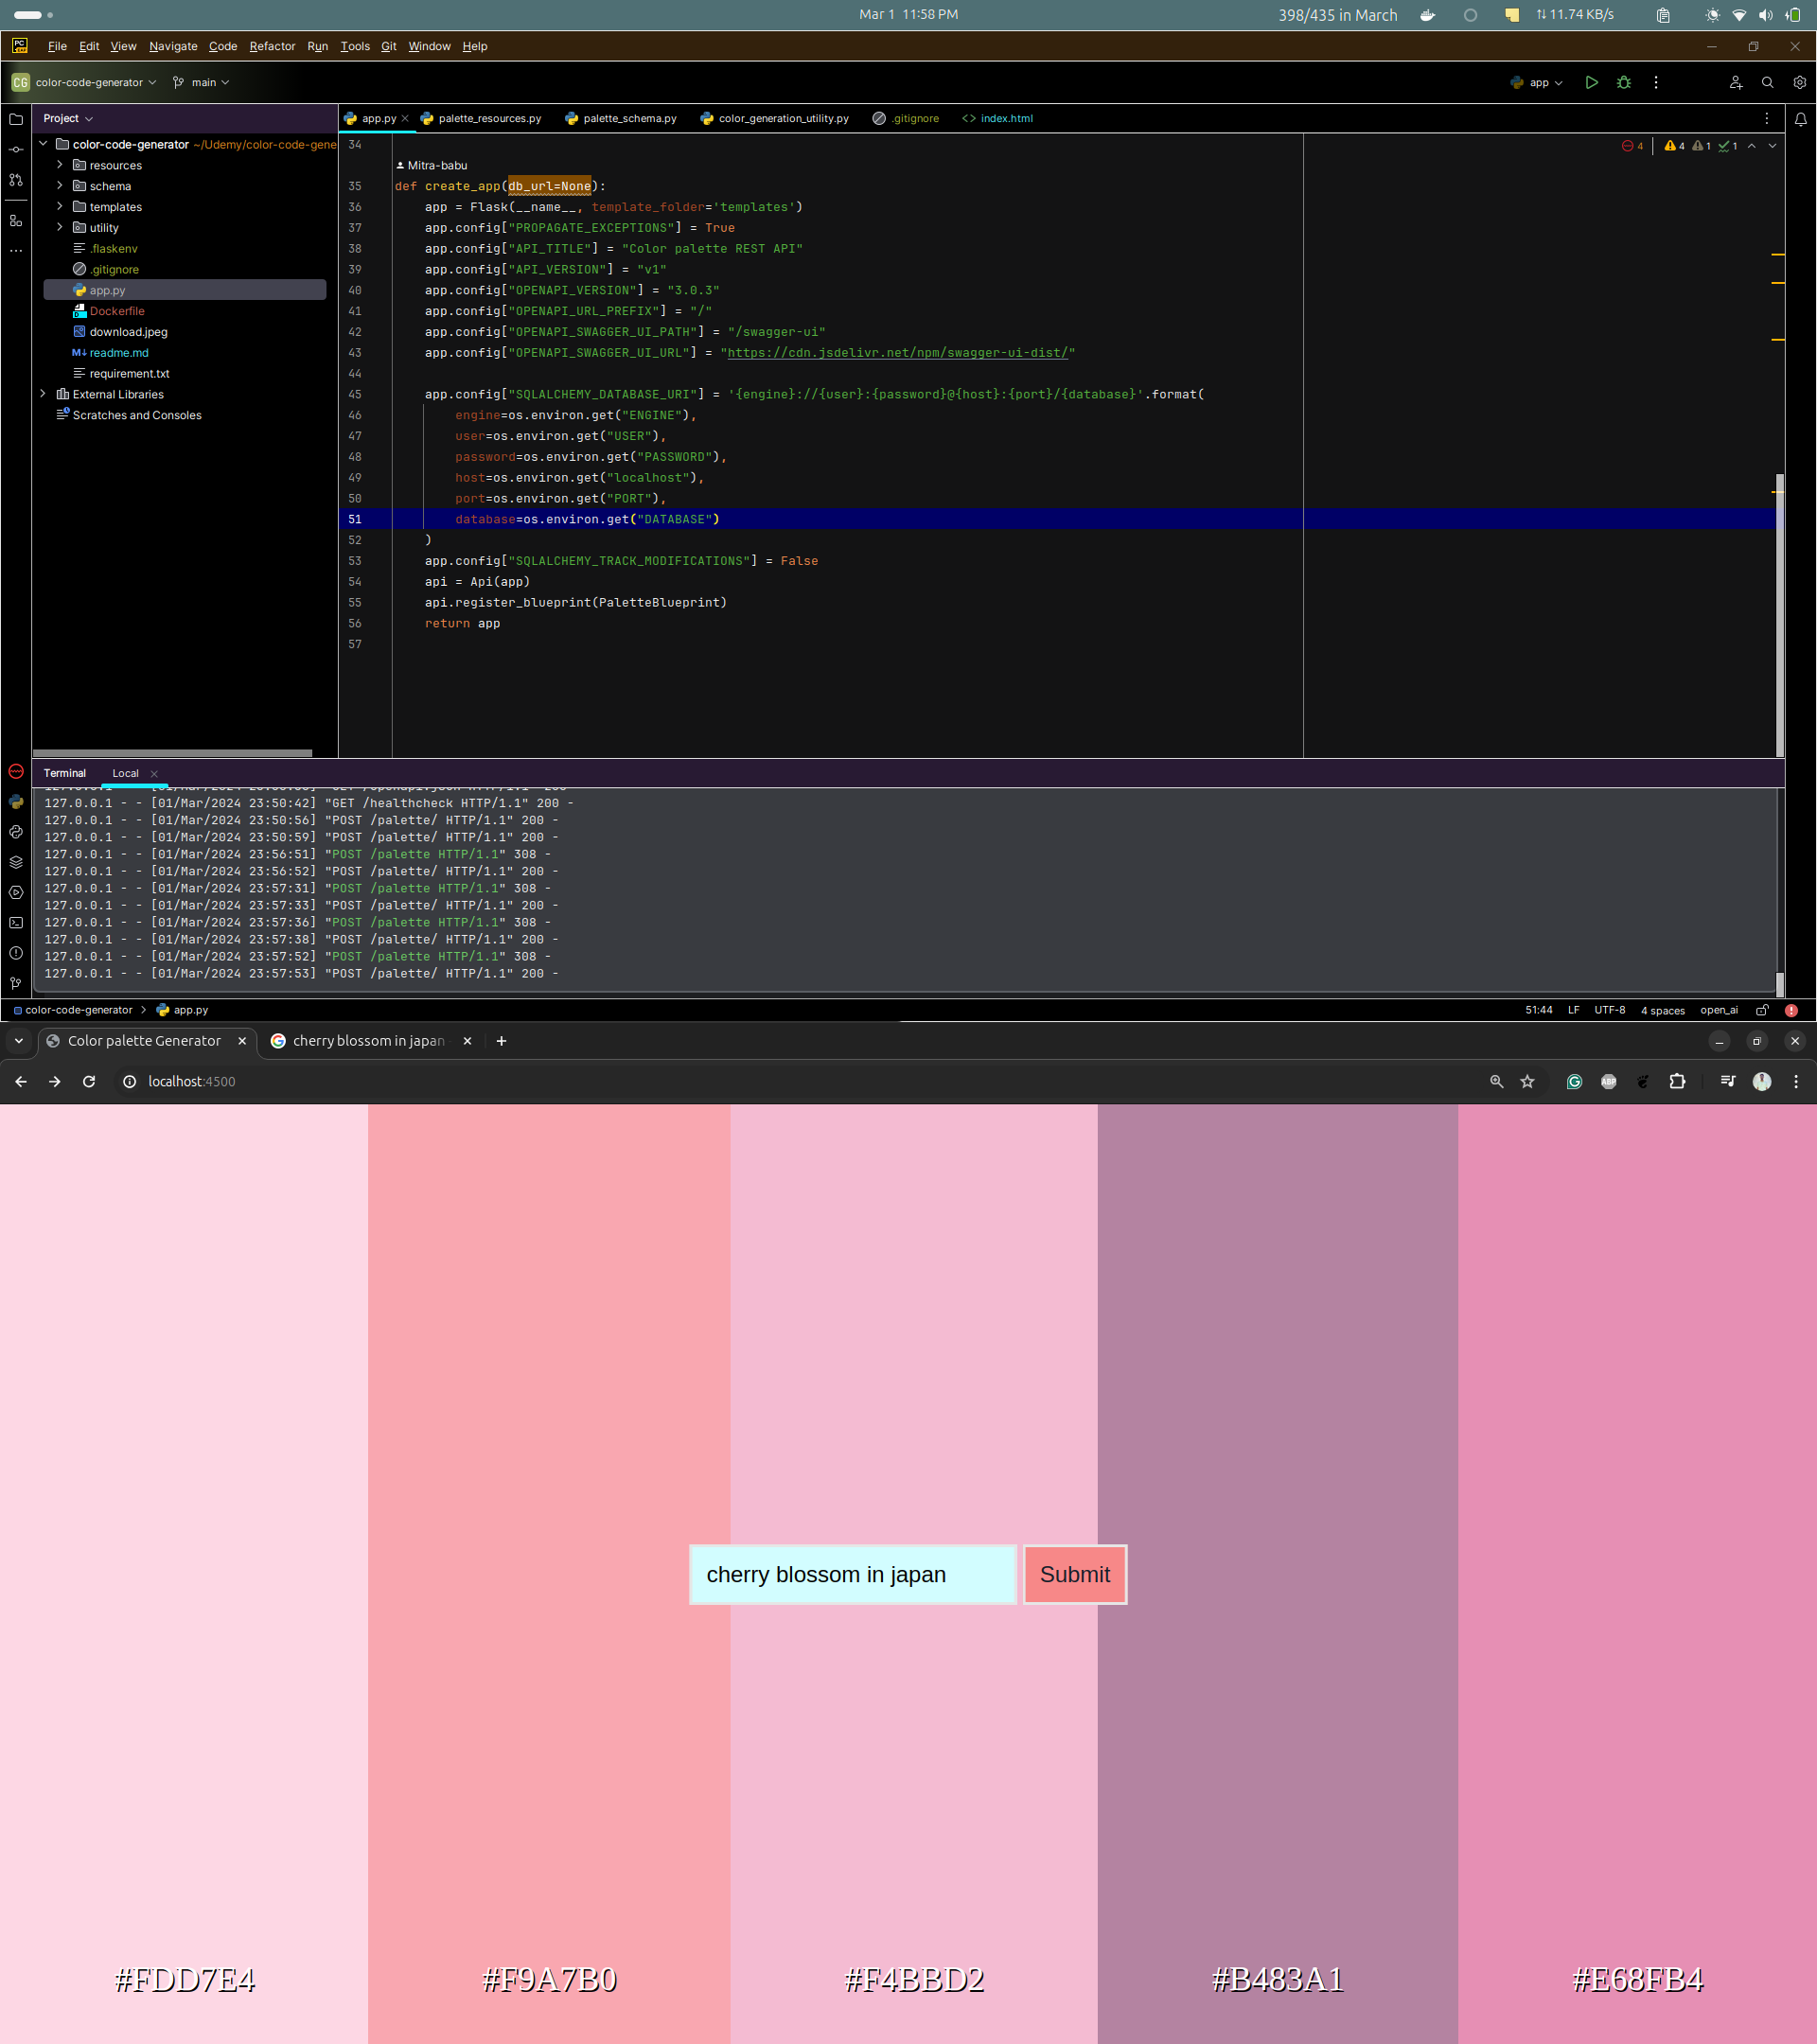 Mar 1 11:58 PM
398/435 in March
11.74 KB/s
PC
File Edit View Navigate Code Refactor Run Tools Git Window Help
CG color-code-generator main
app
Project
app.py palette_resources.py palette_schema.py color_generation_utility.py .gitignore <> index.html
color-code-generator ~/Udemy/color-code-gene
resources
schema
templates
utility
.flaskenv
.gitignore
app.py
Dockerfile
download.jpeg
M↓ readme.md
requirement.txt
External Libraries
Scratches and Consoles
4 4 1 1
34
Mitra-babu
35 def create_app(db_url=None):
36 app = Flask(__name__, template_folder='templates')
37 app.config["PROPAGATE_EXCEPTIONS"] = True
38 app.config["API_TITLE"] = "Color palette REST API"
39 app.config["API_VERSION"] = "v1"
40 app.config["OPENAPI_VERSION"] = "3.0.3"
41 app.config["OPENAPI_URL_PREFIX"] = "/"
42 app.config["OPENAPI_SWAGGER_UI_PATH"] = "/swagger-ui"
43 app.config["OPENAPI_SWAGGER_UI_URL"] = "https://cdn.jsdelivr.net/npm/swagger-ui-dist/"
44
45 app.config["SQLALCHEMY_DATABASE_URI"] = '{engine}://{user}:{password}@{host}:{port}/{database}'.format(
46 engine=os.environ.get("ENGINE"),
47 user=os.environ.get("USER"),
48 password=os.environ.get("PASSWORD"),
49 host=os.environ.get("localhost"),
50 port=os.environ.get("PORT"),
51 database=os.environ.get("DATABASE")
52 )
53 app.config["SQLALCHEMY_TRACK_MODIFICATIONS"] = False
54 api = Api(app)
55 api.register_blueprint(PaletteBlueprint)
56 return app
57
Terminal Local
127.0.0.1 - - [01/Mar/2024 23:50:42] "GET /healthcheck HTTP/1.1" 200 -
127.0.0.1 - - [01/Mar/2024 23:50:56] "POST /palette/ HTTP/1.1" 200 -
127.0.0.1 - - [01/Mar/2024 23:50:59] "POST /palette/ HTTP/1.1" 200 -
127.0.0.1 - - [01/Mar/2024 23:56:51] "POST /palette HTTP/1.1" 308 -
127.0.0.1 - - [01/Mar/2024 23:56:52] "POST /palette/ HTTP/1.1" 200 -
127.0.0.1 - - [01/Mar/2024 23:57:31] "POST /palette HTTP/1.1" 308 -
127.0.0.1 - - [01/Mar/2024 23:57:33] "POST /palette/ HTTP/1.1" 200 -
127.0.0.1 - - [01/Mar/2024 23:57:36] "POST /palette HTTP/1.1" 308 -
127.0.0.1 - - [01/Mar/2024 23:57:38] "POST /palette/ HTTP/1.1" 200 -
127.0.0.1 - - [01/Mar/2024 23:57:52] "POST /palette HTTP/1.1" 308 -
127.0.0.1 - - [01/Mar/2024 23:57:53] "POST /palette/ HTTP/1.1" 200 -
color-code-generator > app.py
51:44 LF UTF-8 4 spaces open_ai
Color palette Generator cherry blossom in japan
localhost:4500
ABP
cherry blossom in japan Submit
#FDD7E4 #F9A7B0 #F4BBD2 #B483A1 #E68FB4